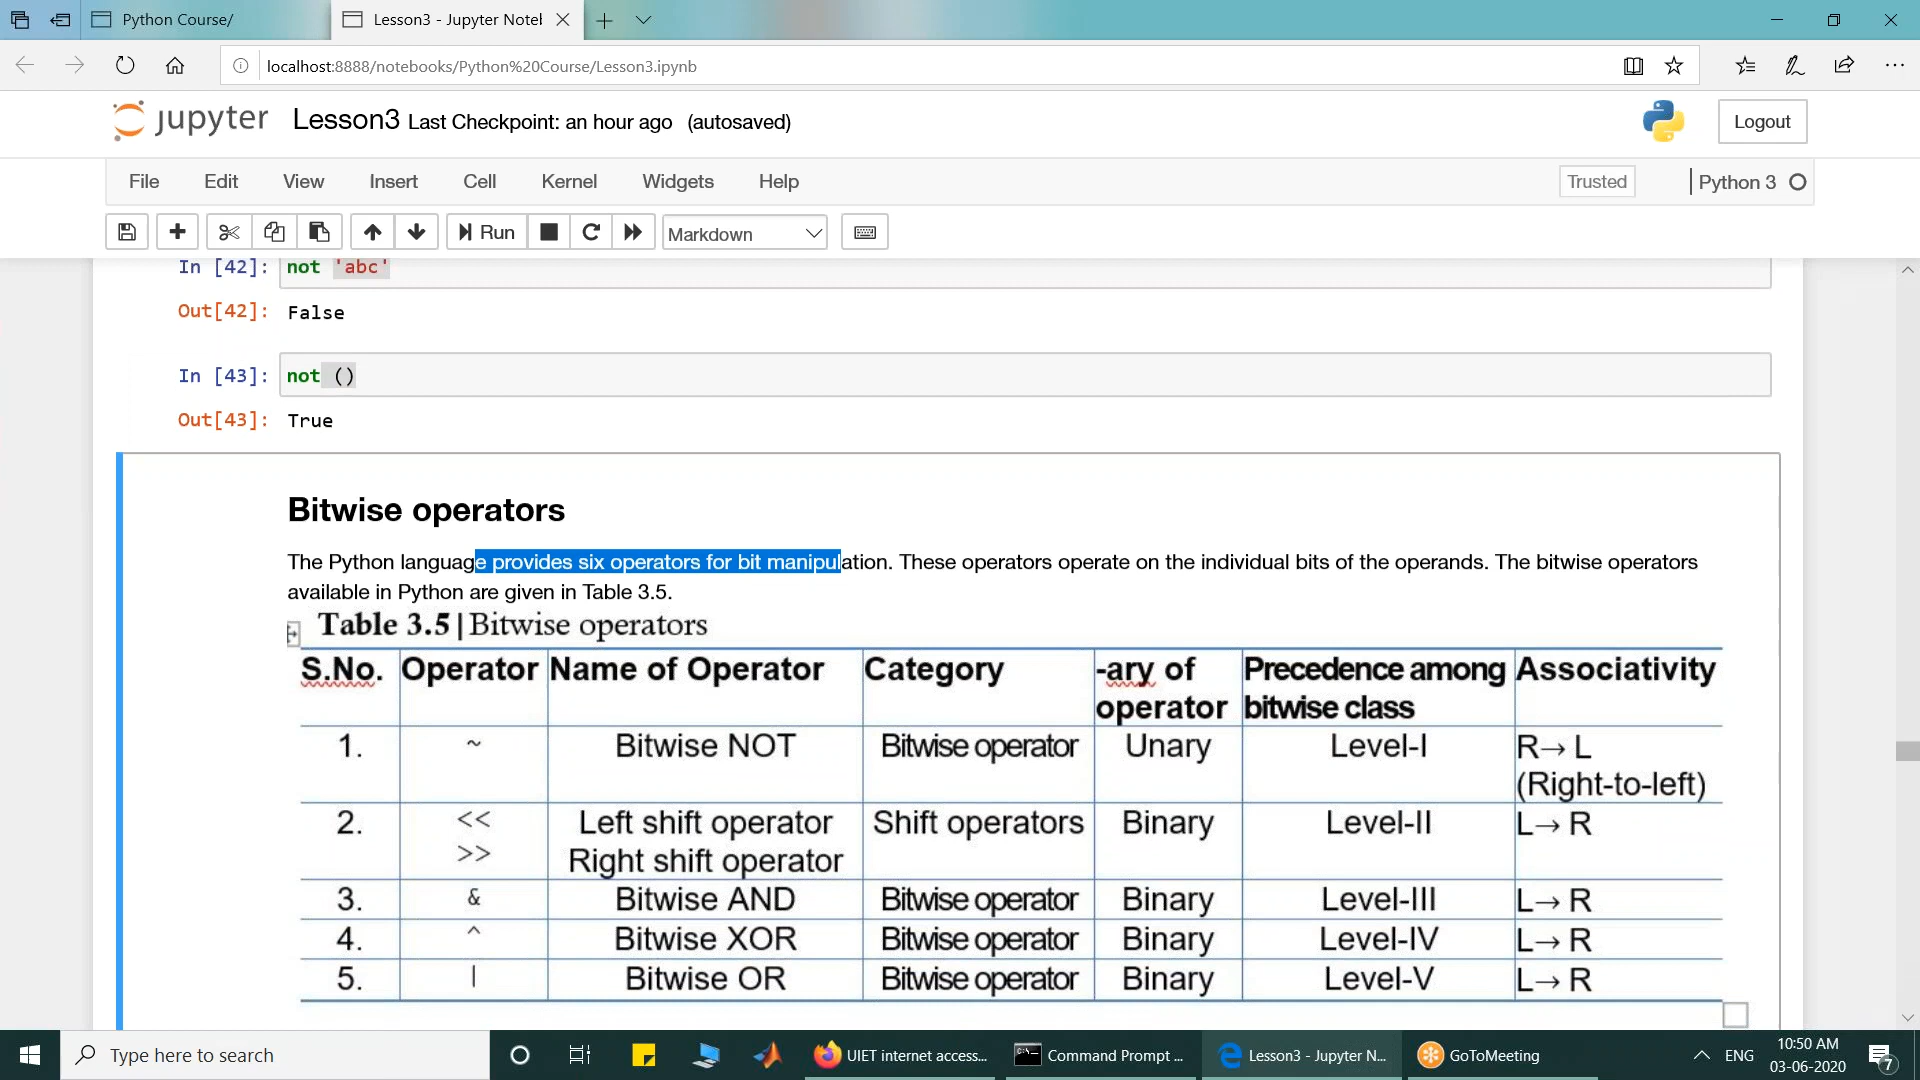 Python Course/
Lesson3 - Jupyter Notel
localhost:8888/notebooks/Python%20Course/Lesson3.ipynb
jupyter Lesson3 Last Checkpoint: an hour ago (autosaved)
Logout
File Edit View Insert Cell Kernel Widgets Help
Trusted
Python 3
Run
Markdown
In [42]: not 'abc'
Out[42]: False
In [43]: not ()
Out[43]: True
Bitwise operators
The Python language provides six operators for bit manipulation. These operators operate on the individual bits of the operands. The bitwise operators
available in Python are given in Table 3.5.
Table 3.5|Bitwise operators
S.No. Operator Name of Operator Category -ary of operator Precedence among bitwise class Associativity
1. ~ Bitwise NOT Bitwise operator Unary Level-I R→ L (Right-to-left)
2. << >> Left shift operator Right shift operator Shift operators Binary Level-II L→ R
3. & Bitwise AND Bitwise operator Binary Level-III L→ R
4. ^ Bitwise XOR Bitwise operator Binary Level-IV L→ R
5. | Bitwise OR Bitwise operator Binary Level-V L→ R
Type here to search
UIET internet access...
Command Prompt ...
Lesson3 - Jupyter N...
GoToMeeting
ENG
10:50 AM
03-06-2020
7